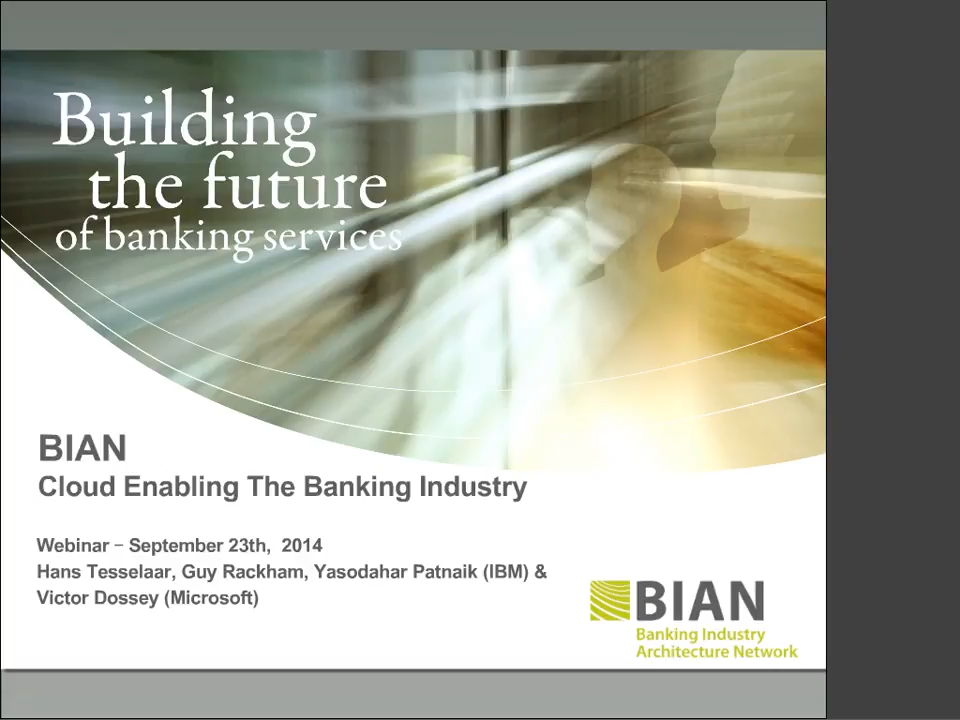 Building
the future
of banking services
BIAN
Cloud Enabling The Banking Industry
Webinar – September 23th,  2014
Hans Tesselaar, Guy Rackham, Yasodahar Patnaik (IBM) &
Victor Dossey (Microsoft)
BIAN
Banking Industry
Architecture Network